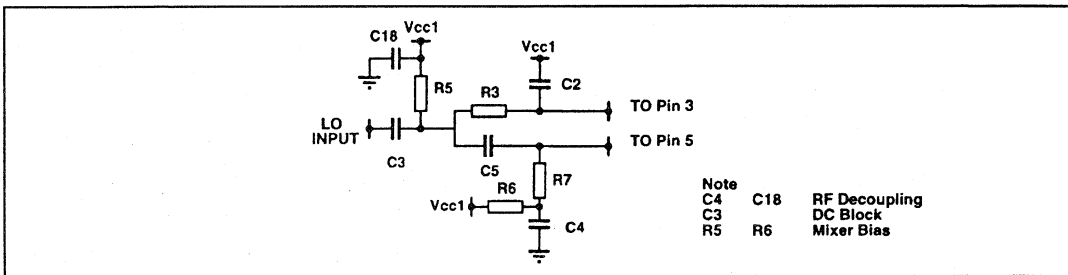 Vcc1
C18
Vcc1
R5
R3
C2
TO Pin 3
LO
INPUT
TO Pin 5
C3
C5
R7
R6
Vcc1
C4
Note
C4 C18 RF Decoupling
C3 DC Block
R5 R6 Mixer Bias